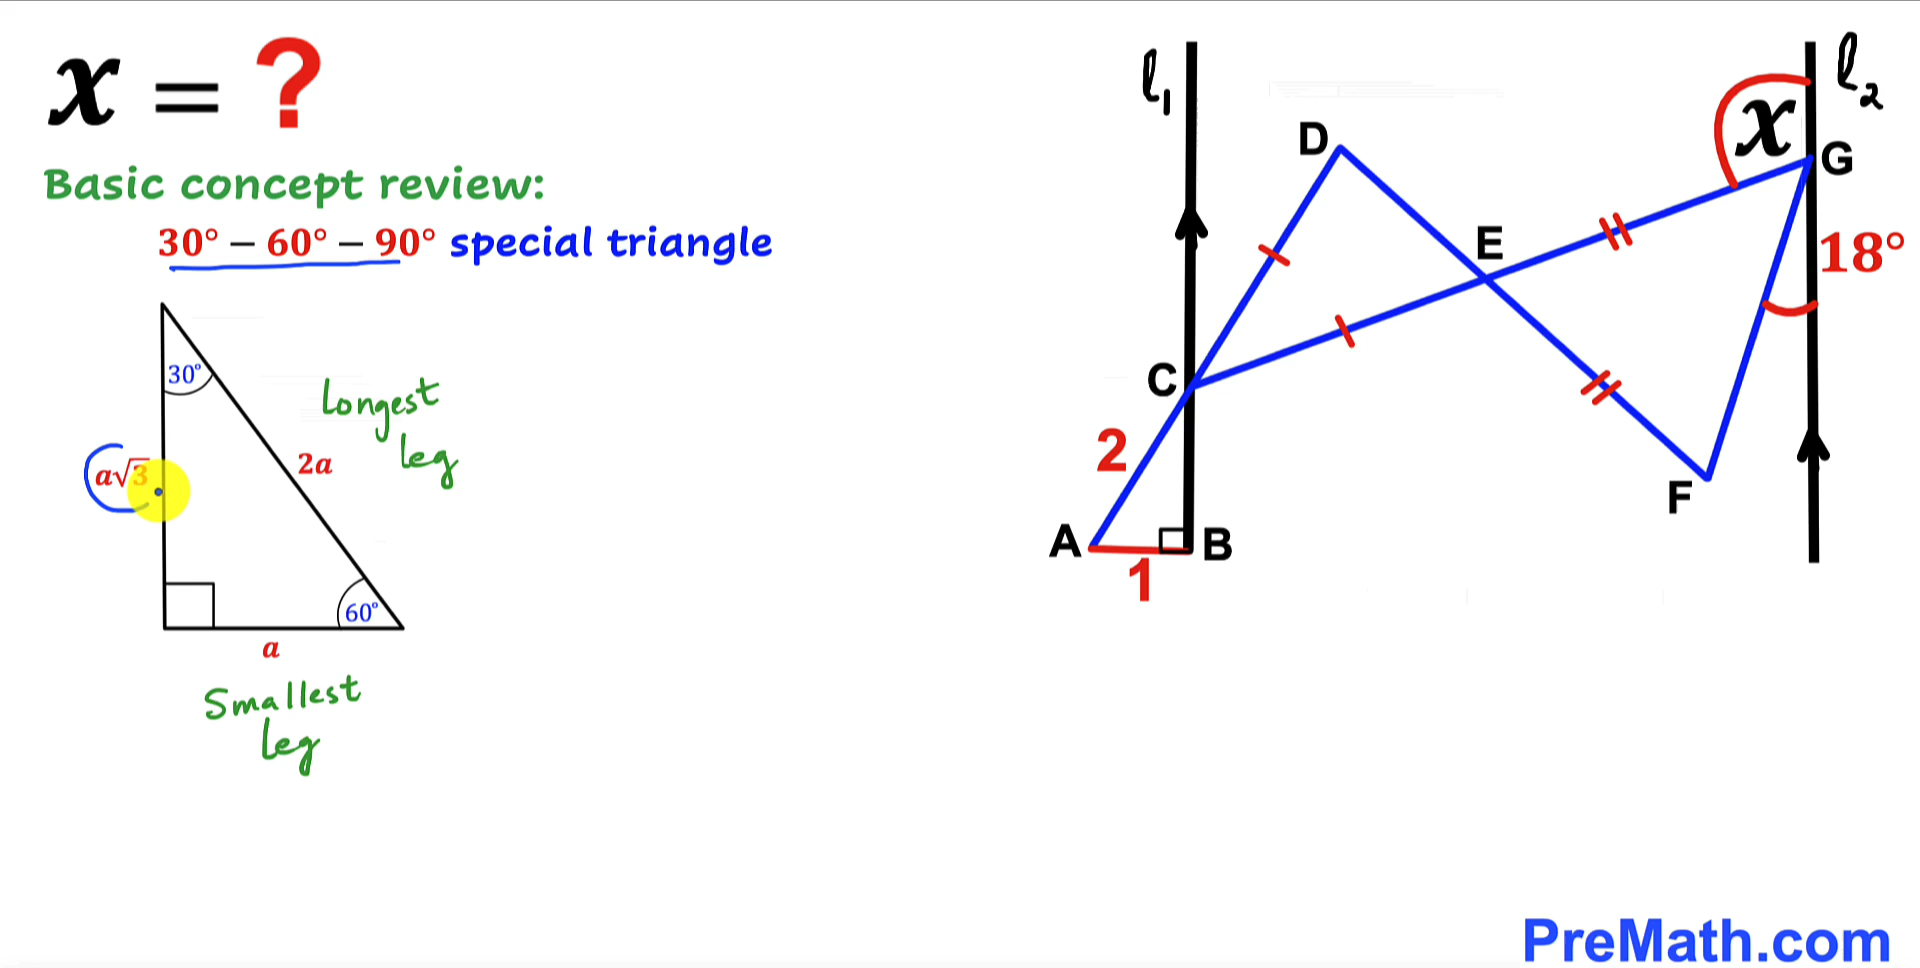 x = ?
Basic concept review:
30° – 60° – 90° special triangle
30°
Longest
leg
a√3
2a
60°
a
Smallest
leg
l₁
l₂
D
x
G
E
18°
C
2
F
A
B
1
PreMath.com